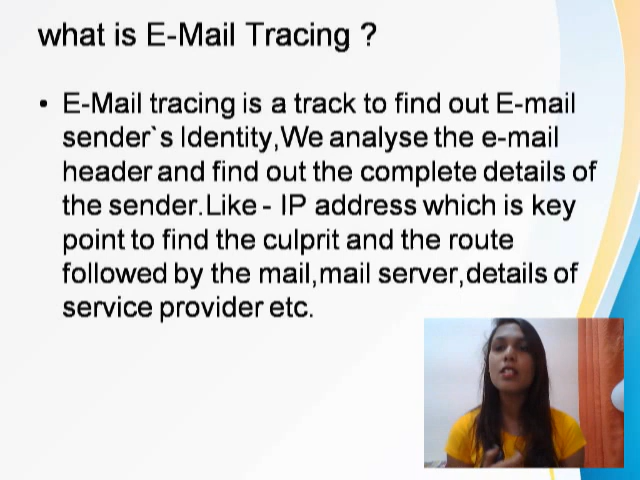 what is E-Mail Tracing ?
• E-Mail tracing is a track to find out E-mail
sender`s Identity,We analyse the e-mail
header and find out the complete details of
the sender.Like - IP address which is key
point to find the culprit and the route
followed by the mail,mail server,details of
service provider etc.